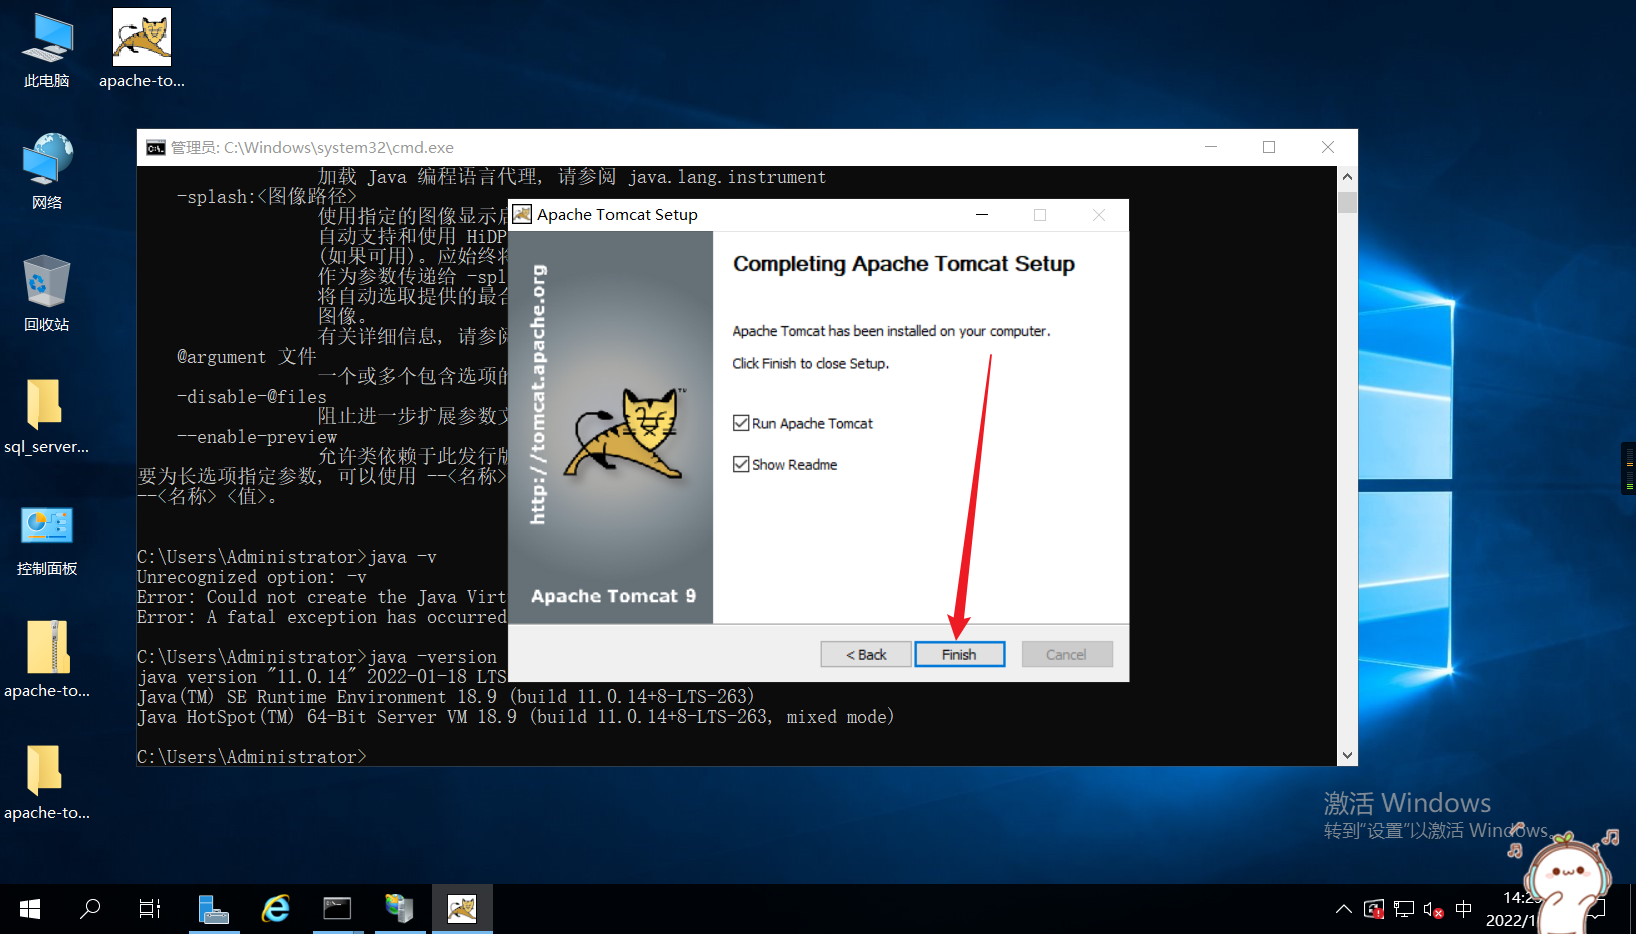 此电脑
apache-to...
网络
回收站
sql_server...
控制面板
apache-to...
apache-to...
管理员: C:\Windows\system32\cmd.exe
加载 Java 编程语言代理, 请参阅 java.lang.instrument
-splash:<图像路径>
使用指定的图像显示
自动支持和使用 HiDP
(如果可用)。应始终将
作为参数传递给 -spl
将自动选取提供的最合
图像。
有关详细信息, 请参阅
@argument 文件
一个或多个包含选项的
-disable-@files
阻止进一步扩展参数文
--enable-preview
允许类依赖于此发行版
要为长选项指定参数, 可以使用 --<名称>
--<名称> <值>。
C:\Users\Administrator>java -v
Unrecognized option: -v
Error: Could not create the Java Virt
Error: A fatal exception has occurred
C:\Users\Administrator>java -version
java version "11.0.14" 2022-01-18 LTS
Java(TM) SE Runtime Environment 18.9 (build 11.0.14+8-LTS-263)
Java HotSpot(TM) 64-Bit Server VM 18.9 (build 11.0.14+8-LTS-263, mixed mode)
C:\Users\Administrator>
Apache Tomcat Setup
http://tomcat.apache.org
TM
Apache Tomcat 9
Completing Apache Tomcat Setup
Apache Tomcat has been installed on your computer.
Click Finish to close Setup.
Run Apache Tomcat
Show Readme
< Back
Finish
Cancel
激活 Windows
转到"设置"以激活 Windows。
中
14:2
2022/1